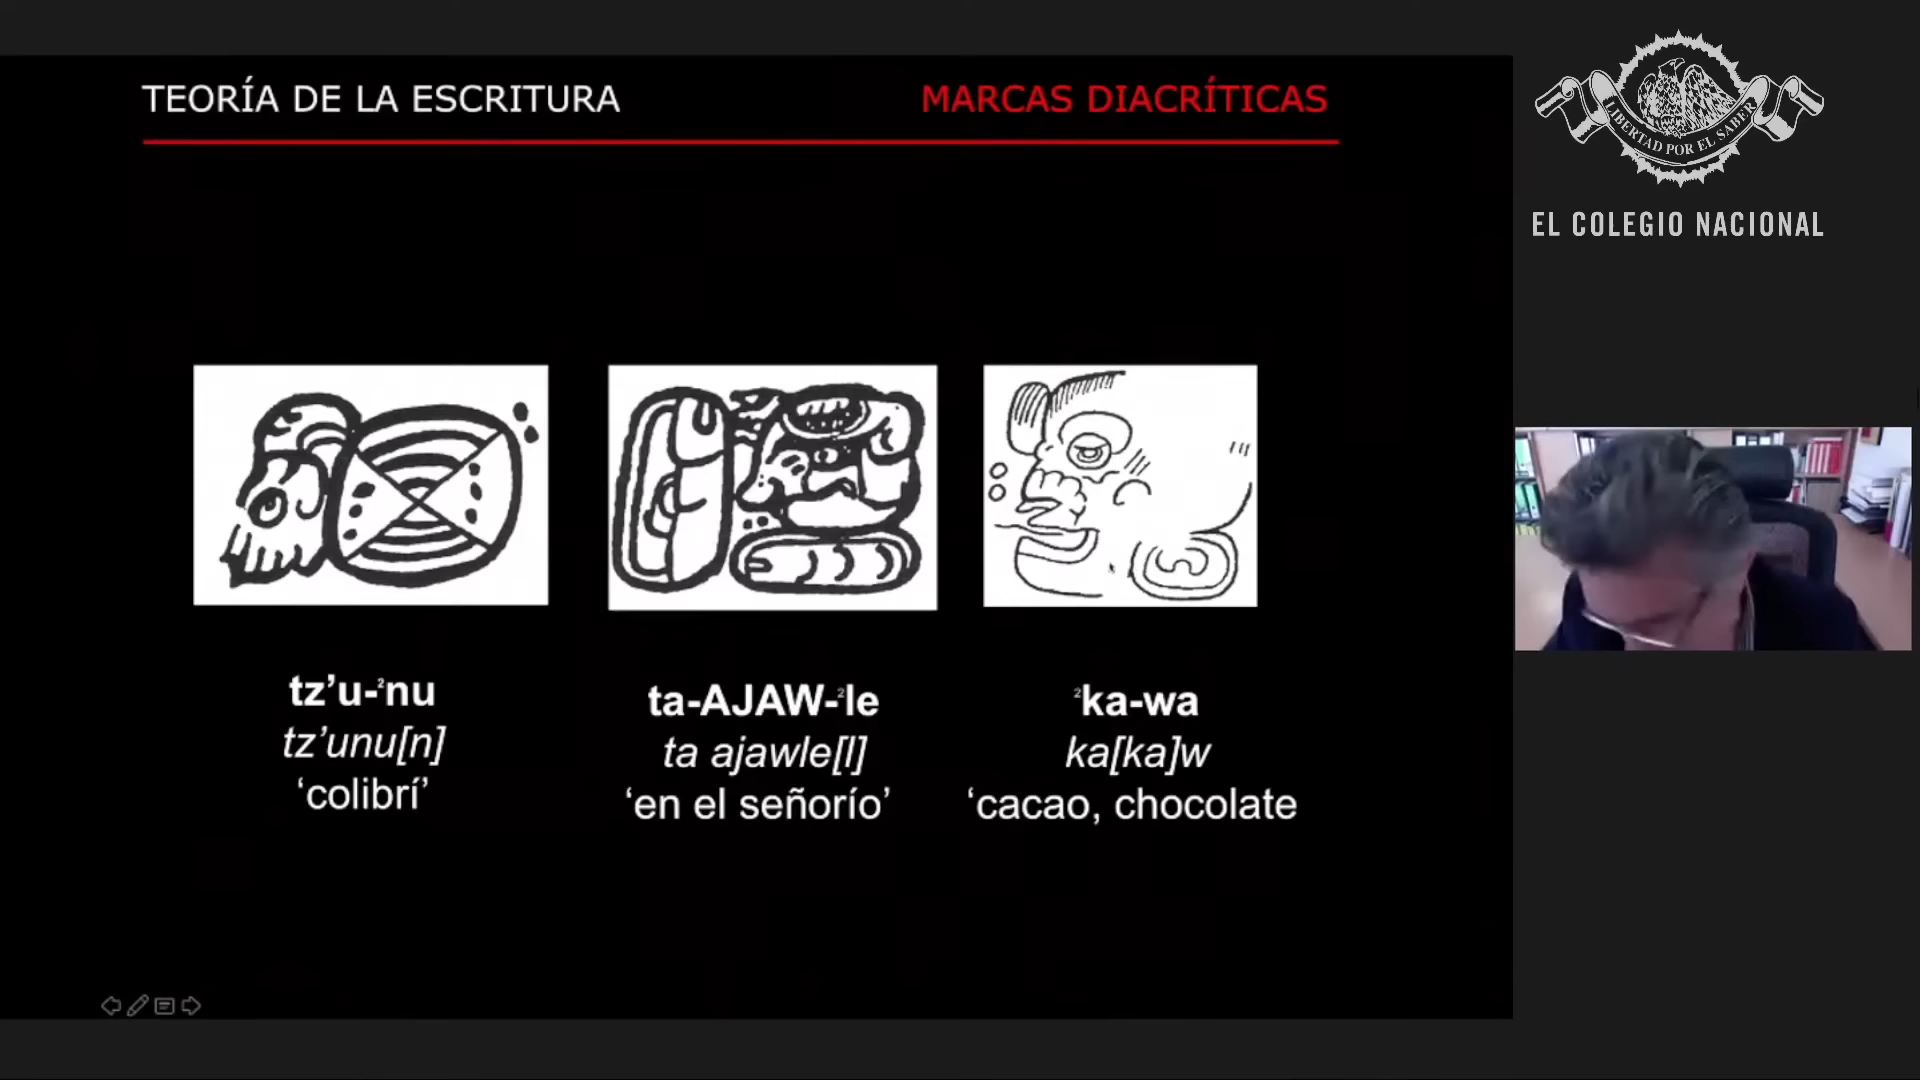 TEORÍA DE LA ESCRITURA
MARCAS DIACRÍTICAS
LIBERTAD POR EL SABER
EL COLEGIO NACIONAL
tz’u-²nu
tz’unu[n]
‘colibrí’
ta-AJAW-²le
ta ajawle[l]
‘en el señorío’
²ka-wa
ka[ka]w
‘cacao, chocolate